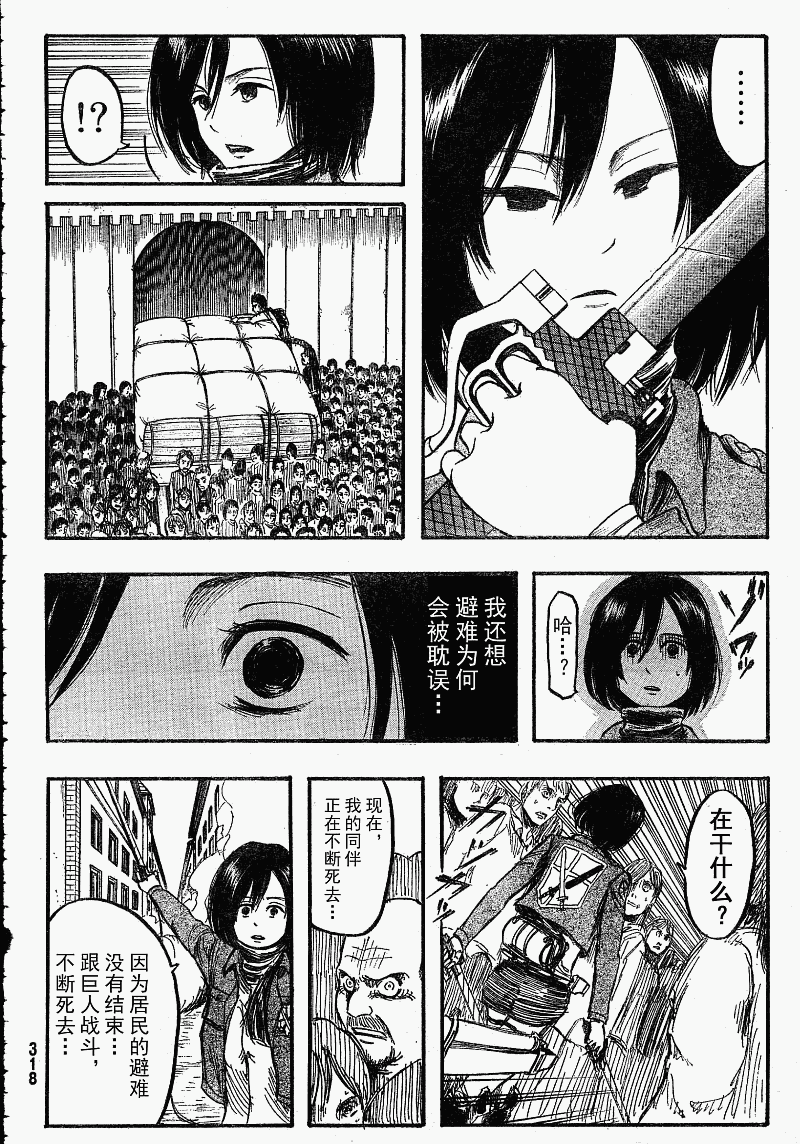 ……
!?
哈…?
我还想
避难为何
会被耽误…
在干什么?
现在,
我的同伴
正在不断死去…
因为居民的避难
没有结束…
跟巨人战斗,
不断死去…
318